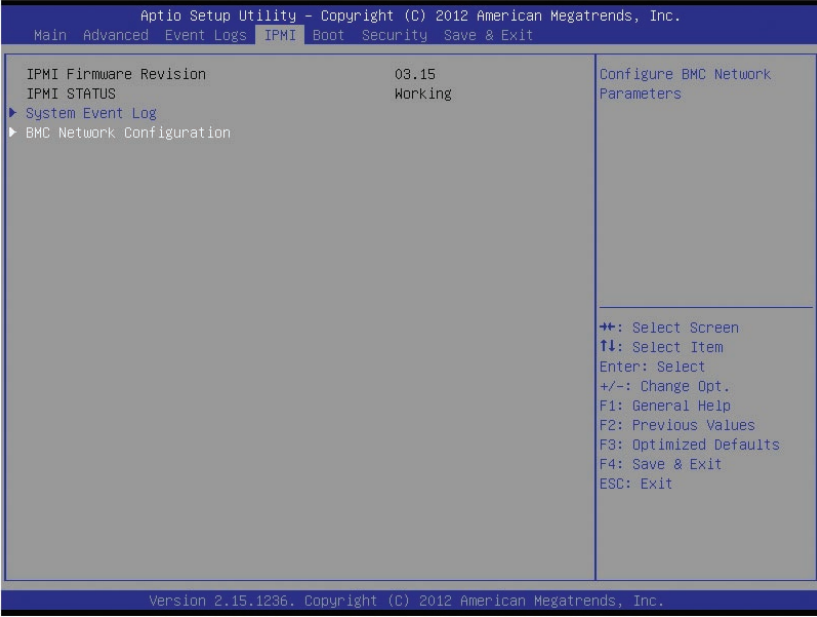 Aptio Setup Utility – Copyright (C) 2012 American Megatrends, Inc.
Main Advanced Event Logs IPMI Boot Security Save & Exit
IPMI Firmware Revision 03.15
IPMI STATUS Working
System Event Log
BMC Network Configuration
Configure BMC Network
Parameters
→←: Select Screen
↑↓: Select Item
Enter: Select
+/-: Change Opt.
F1: General Help
F2: Previous Values
F3: Optimized Defaults
F4: Save & Exit
ESC: Exit
Version 2.15.1236. Copyright (C) 2012 American Megatrends, Inc.